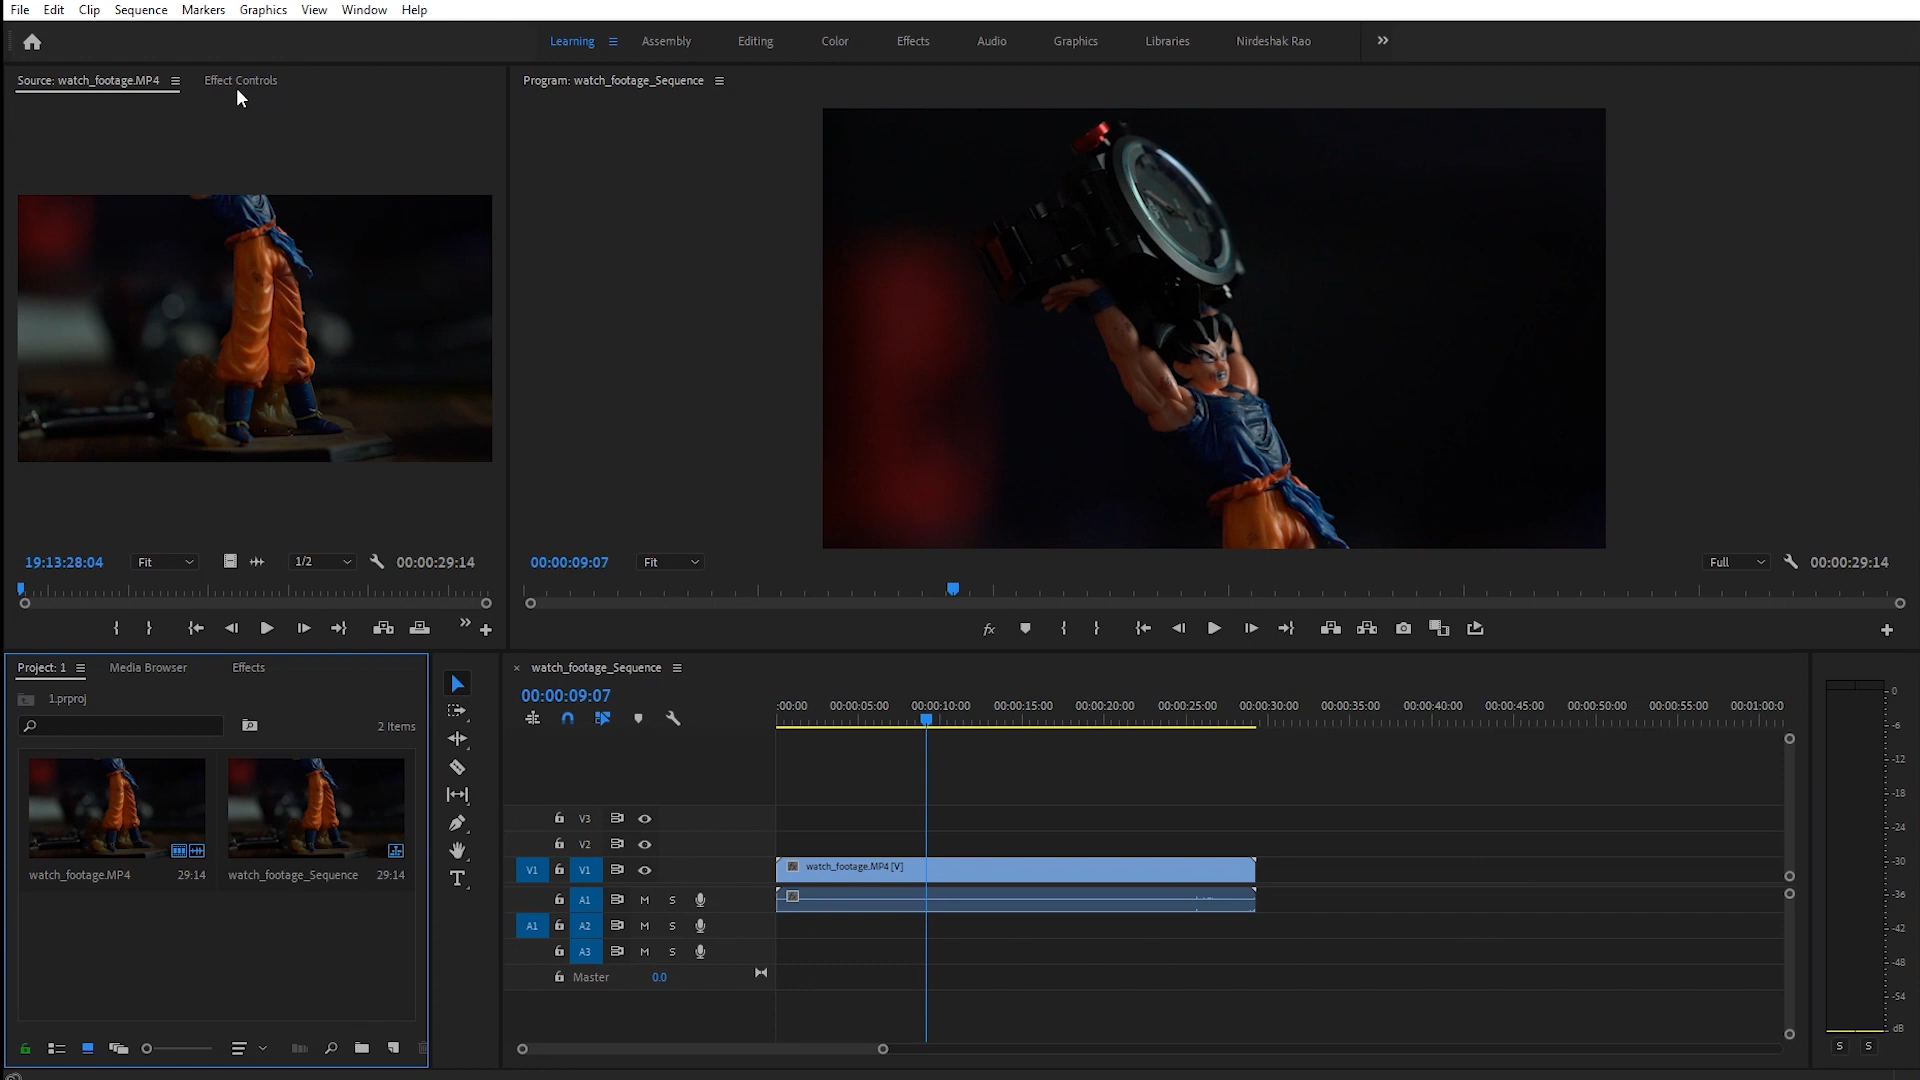 File Edit Clip Sequence Markers Graphics View Window Help
Learning Assembly Editing Color Effects Audio Graphics Libraries Nirdeshak Rao
Source: watch_footage.MP4 Effect Controls
Program: watch_footage_Sequence
19:13:28:04 Fit 1/2 00:00:29:14
00:00:09:07 Fit Full 00:00:29:14
fx
Project: 1 Media Browser Effects
1.prproj
2 Items
watch_footage.MP4 29:14
watch_footage_Sequence 29:14
× watch_footage_Sequence
00:00:09:07
:00:00 00:00:05:00 00:00:10:00 00:00:15:00 00:00:20:00 00:00:25:00 00:00:30:00 00:00:35:00 00:00:40:00 00:00:45:00 00:00:50:00 00:00:55:00 00:01:00:0
V3
V2
V1 V1 watch_footage.MP4 [V]
A1 M S
A1 A2 M S
A3 M S
Master 0.0
0
-6
-12
-18
-24
-30
-36
-42
-48
-54
dB
S S